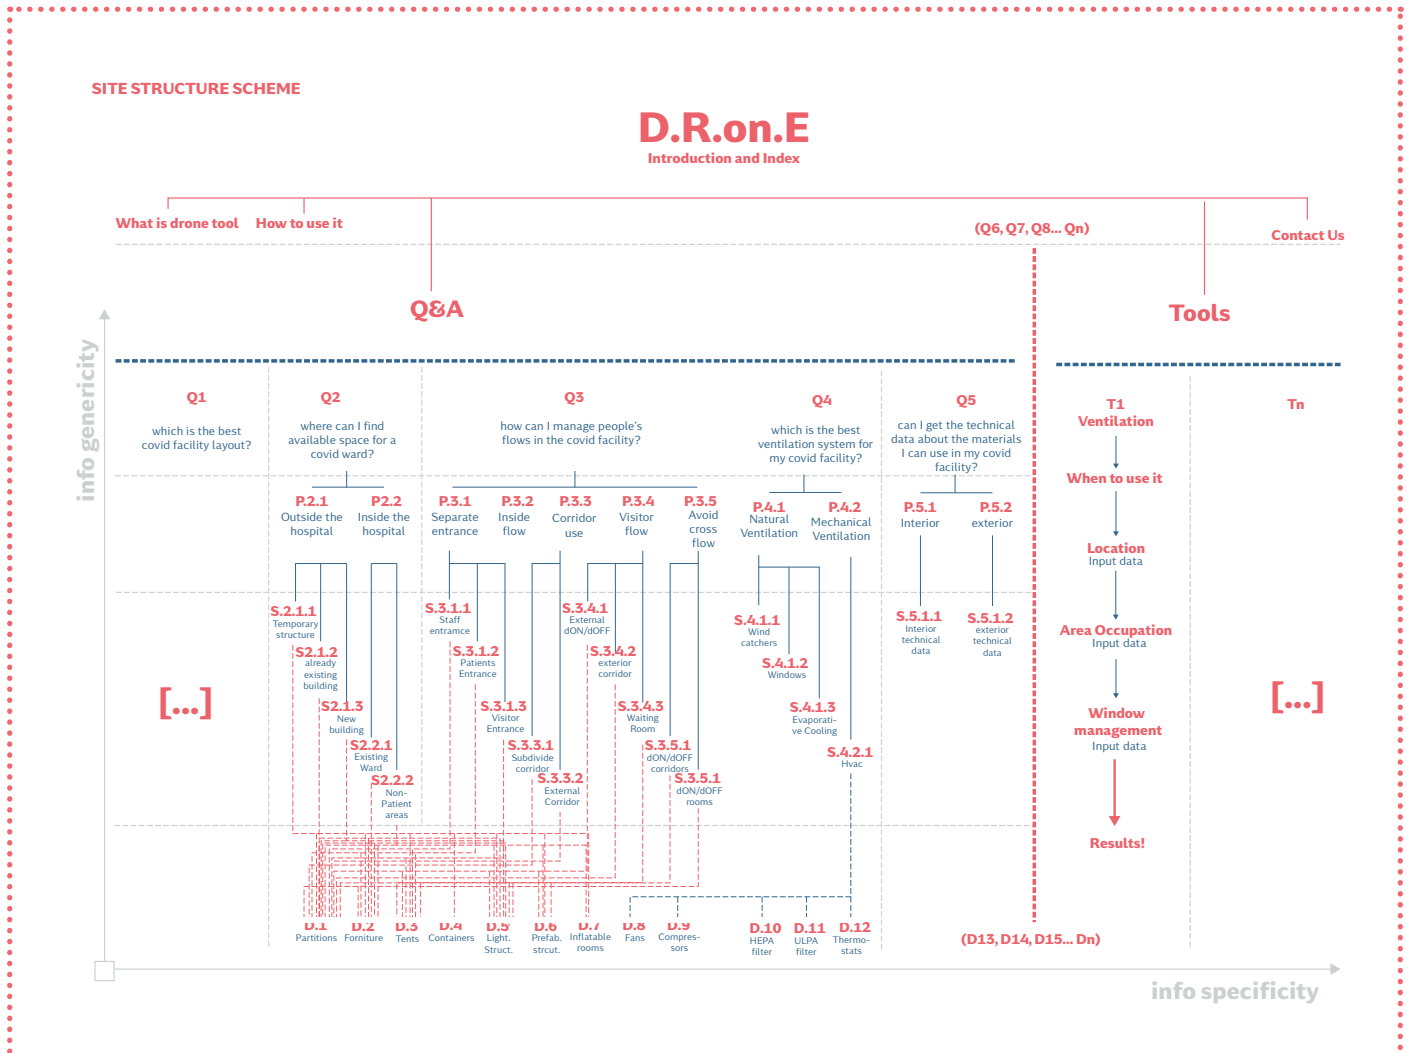 SITE STRUCTURE SCHEME
D.R.on.E
Introduction and Index
What is drone tool
How to use it
(Q6, Q7, Q8... Qn)
Contact Us
Q&A
Tools
info genericity
Q1
which is the best
covid facility layout?
Q2
where can I find
available space for a
covid ward?
Q3
how can I manage people's
flows in the covid facility?
Q4
which is the best
ventilation system for
my covid facility?
Q5
can I get the technical
data about the materials
I can use in my covid
facility?
T1
Ventilation
When to use it
Location
Input data
Area Occupation
Input data
Window
management
Input data
Results!
Tn
[...]
P.2.1
Outside the
hospital
P.2.2
Inside the
hospital
P.3.1
Separate
entrance
P.3.2
Inside
flow
P.3.3
Corridor
use
P.3.4
Visitor
flow
P.3.5
Avoid
cross
flow
P.4.1
Natural
Ventilation
P.4.2
Mechanical
Ventilation
P.5.1
Interior
P.5.2
exterior
[...]
S.2.1.1
Temporary
structure
S2.1.2
already
existing
building
S2.1.3
New
building
S2.2.1
Existing
Ward
S2.2.2
Non-
Patient
areas
S.3.1.1
Staff
entramce
S.3.1.2
Patients
Entrance
S.3.1.3
Visitor
Entrance
S.3.3.1
Subdivide
corridor
S.3.3.2
External
Corridor
S.3.4.1
External
dON/dOFF
S.3.4.2
exterior
corridor
S.3.4.3
Waiting
Room
S.3.5.1
dON/dOFF
corridors
S.3.5.1
dON/dOFF
rooms
S.4.1.1
Wind
catchers
S.4.1.2
Windows
S.4.1.3
Evaporati-
ve Cooling
S.4.2.1
Hvac
S.5.1.1
Interior
technical
data
S.5.1.2
exterior
technical
data
D.1
Partitions
D.2
Forniture
D.3
Tents
D.4
Containers
D.5
Light.
Struct.
D.6
Prefab.
strcut.
D.7
Inflatable
rooms
D.8
Fans
D.9
Compres-
sors
D.10
HEPA
filter
D.11
ULPA
filter
D.12
Thermo-
stats
(D13, D14, D15... Dn)
info specificity